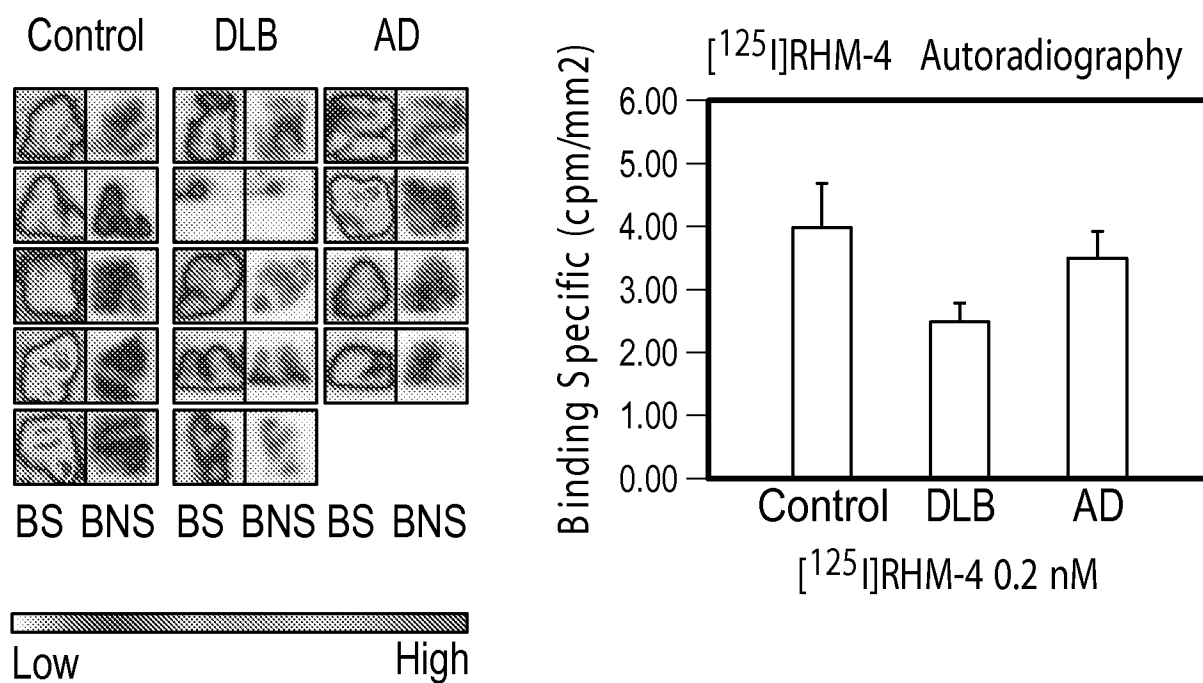 Control DLB AD
BS BNS BS BNS BS BNS
Low High
[¹²⁵I]RHM-4 Autoradiography
Binding Specific (cpm/mm2)
6.00
5.00
4.00
3.00
2.00
1.00
0.00
Control DLB AD
[¹²⁵I]RHM-4 0.2 nM